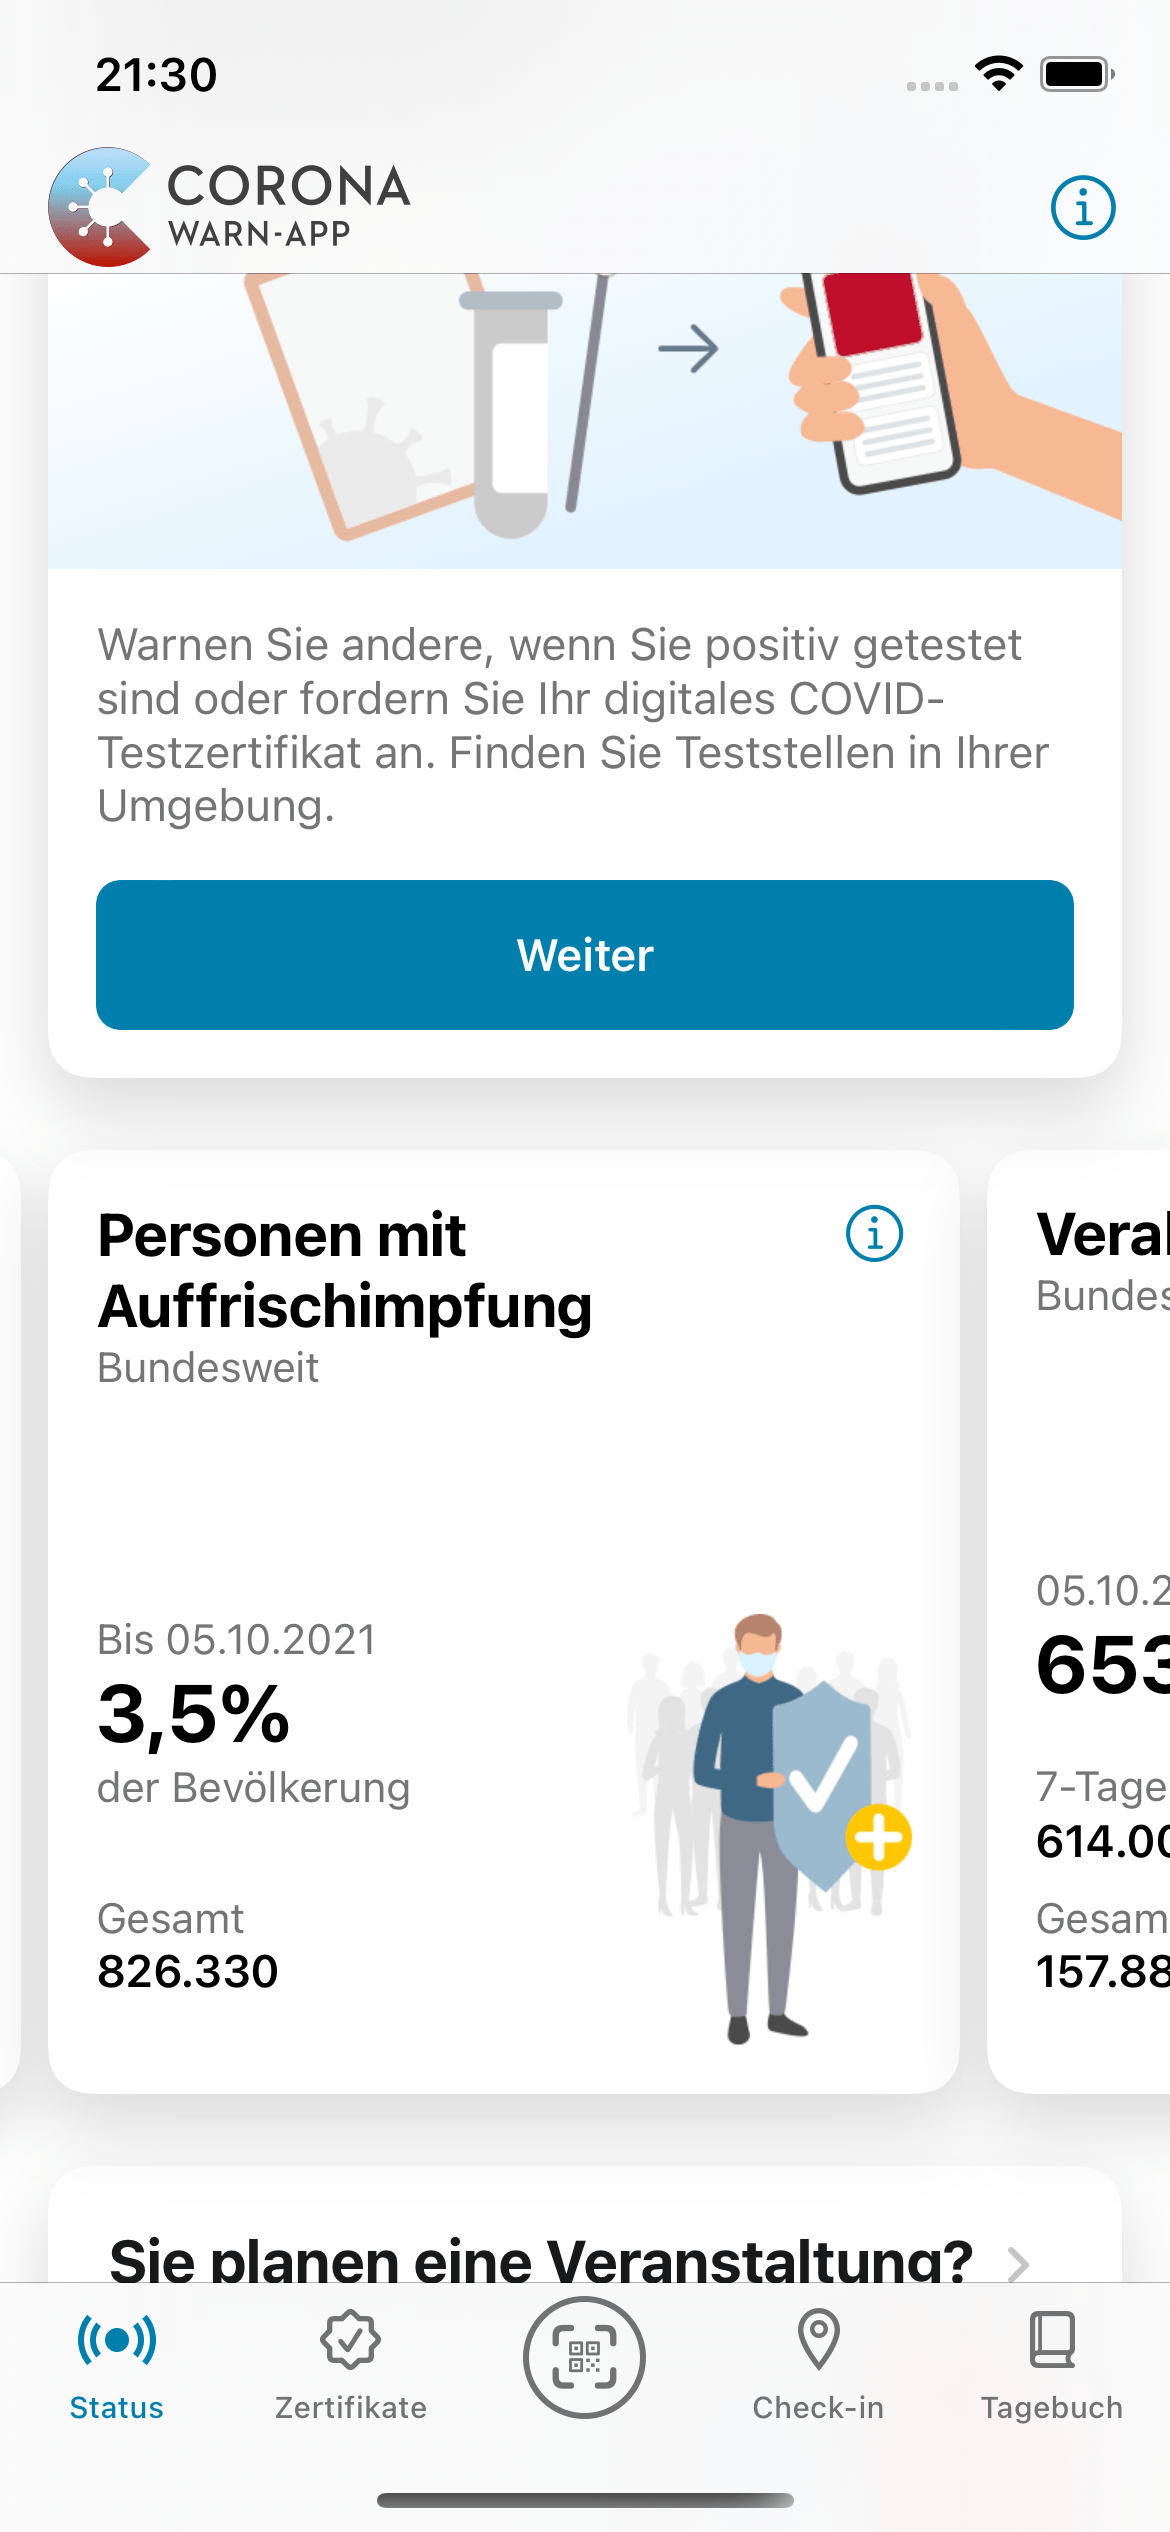 21:30
CORONA
WARN-APP
Warnen Sie andere, wenn Sie positiv getestet
sind oder fordern Sie Ihr digitales COVID-
Testzertifikat an. Finden Sie Teststellen in Ihrer
Umgebung.
Weiter
Personen mit
Auffrischimpfung
Bundesweit
Bis 05.10.2021
3,5%
der Bevölkerung
Gesamt
826.330
05.10.2
653
7-Tage
614.00
157.88
Sie planen eine Veranstaltung?
Status
Zertifikate
Check-in
Tagebuch